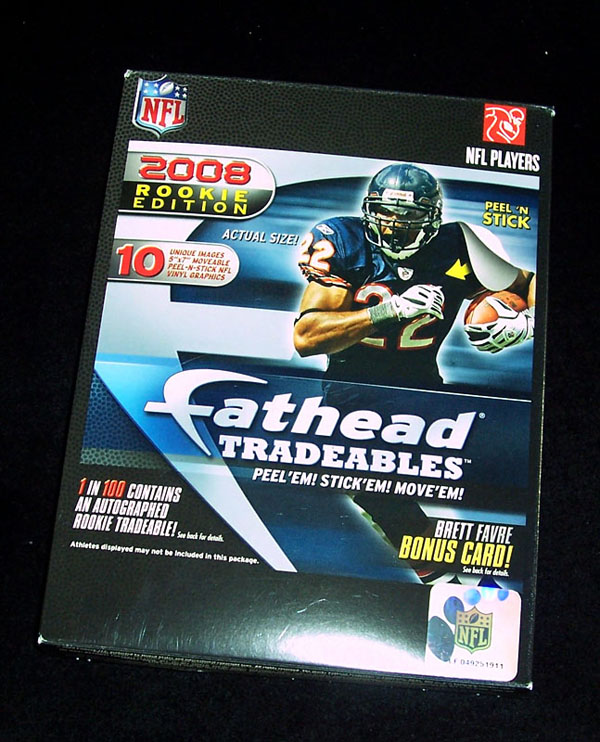 NFL
NFL PLAYERS
2008
ROOKIE
EDITION
PEEL 'N
STICK
ACTUAL SIZE!
10
UNIQUE IMAGES
5"x7" MOVEABLE
PEEL-N-STICK NFL
VINYL GRAPHICS
22
22
Fathead®
TRADEABLES™
PEEL 'EM! STICK 'EM! MOVE 'EM!
1 IN 100 CONTAINS
AN AUTOGRAPHED
ROOKIE TRADEABLE! See back for details.
Athletes displayed may not be included in this package.
BRETT FAVRE
BONUS CARD!
See back for details.
NFL